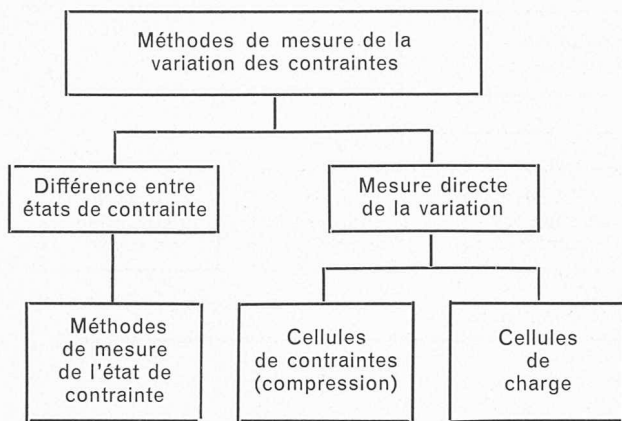 Méthodes de mesure de la
variation des contraintes
Différence entre
états de contrainte
Mesure directe
de la variation
Méthodes
de mesure
de l'état de
contrainte
Cellules
de contraintes
(compression)
Cellules
de
charge